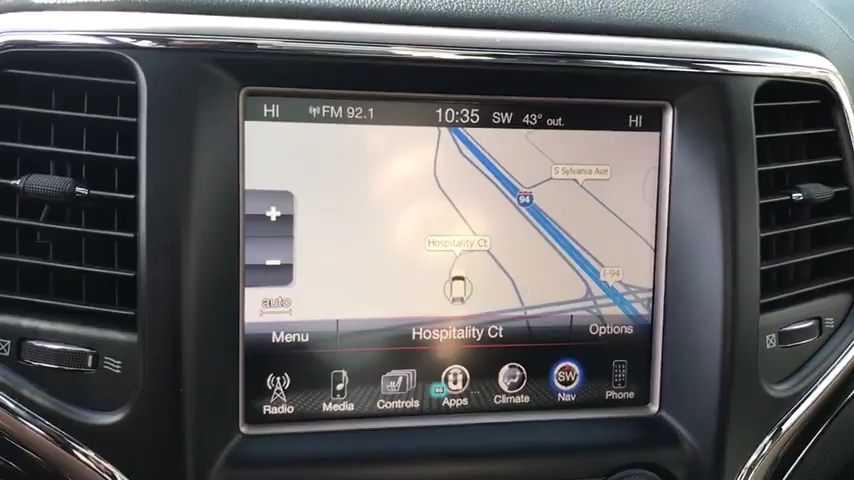 HI FM 92.1 10:35 SW 43° out. HI
S Sylvania Ave
94
Hospitality Ct
I-94
+
−
auto
Menu Hospitality Ct Options
SW
Radio Media Controls Apps Climate Nav Phone